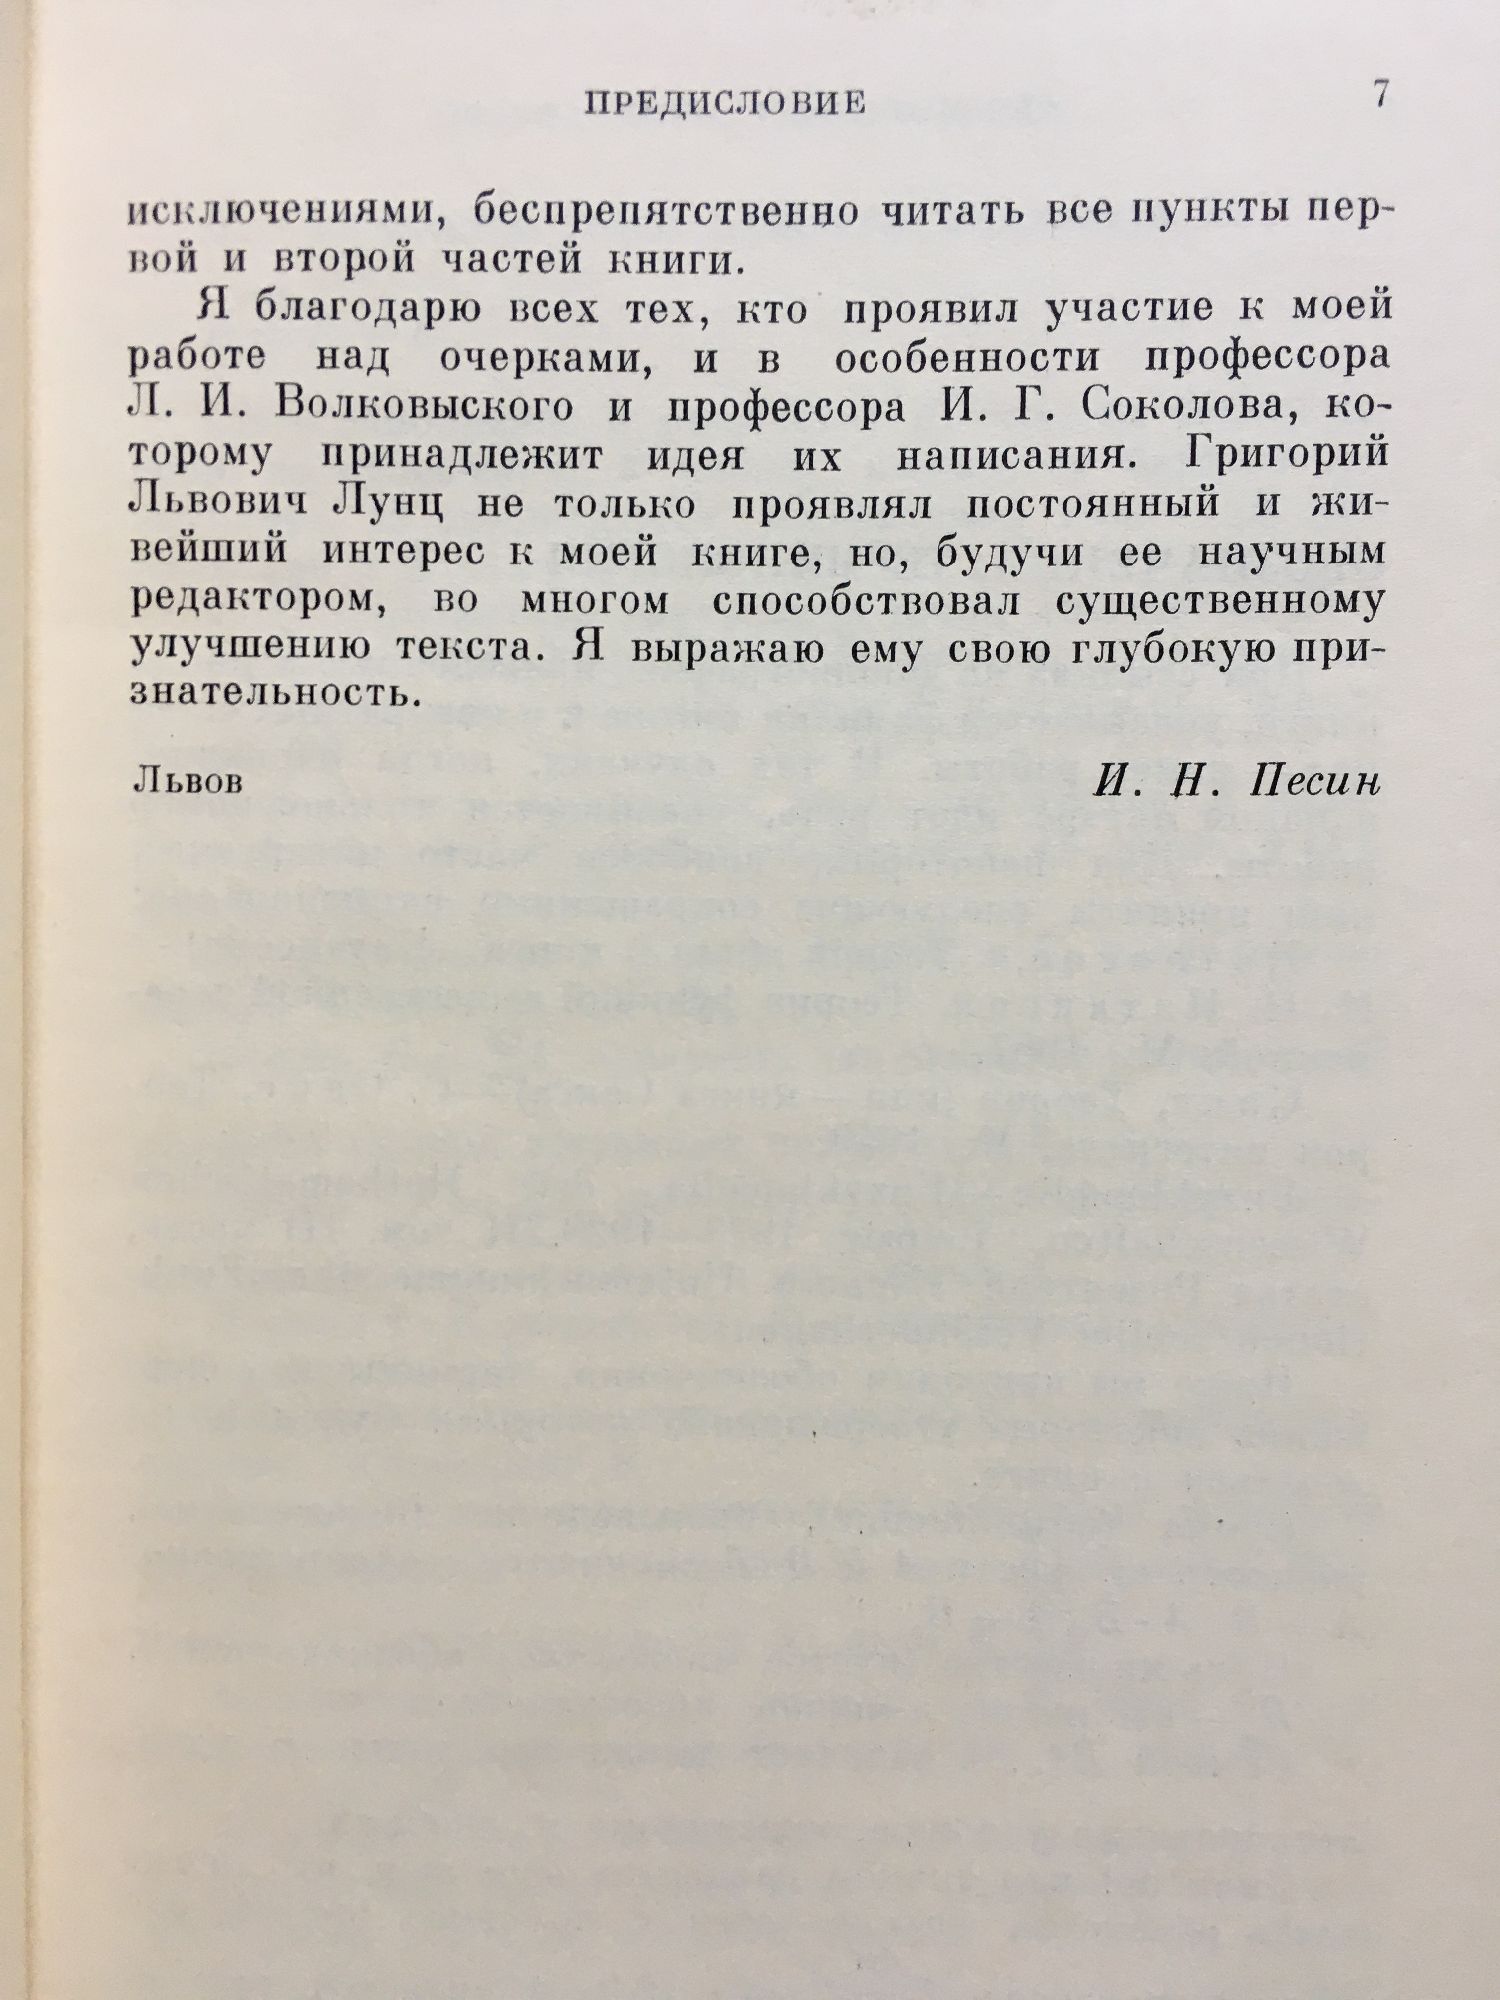 ПРЕДИСЛОВИЕ 7
исключениями, беспрепятственно читать все пункты пер-
вой и второй частей книги.
Я благодарю всех тех, кто проявил участие к моей
работе над очерками, и в особенности профессора
Л. И. Волковыского и профессора И. Г. Соколова, ко-
торому принадлежит идея их написания. Григорий
Львович Лунц не только проявлял постоянный и жи-
вейший интерес к моей книге, но, будучи ее научным
редактором, во многом способствовал существенному
улучшению текста. Я выражаю ему свою глубокую при-
знательность.
Львов И. Н. Песин